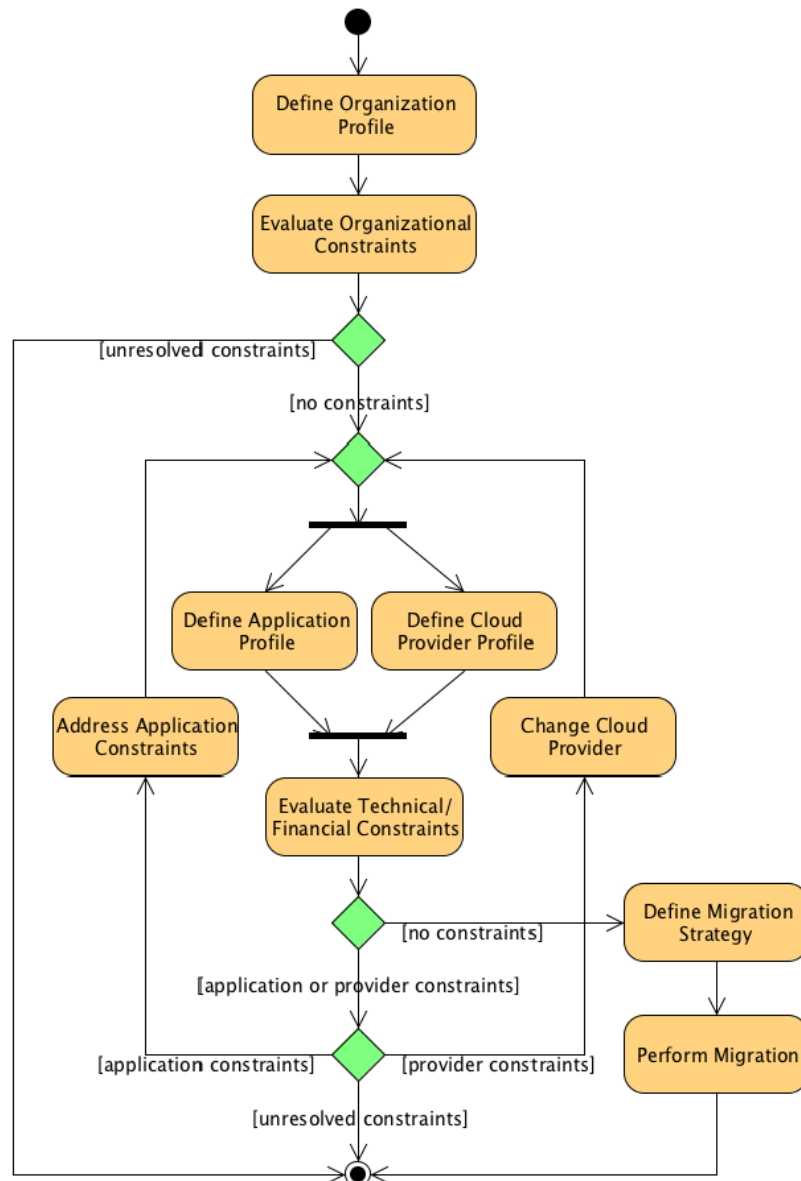 Define Organization
Profile
Evaluate Organizational
Constraints
[unresolved constraints]
[no constraints]
Define Application
Profile
Define Cloud
Provider Profile
Address Application
Constraints
Change Cloud
Provider
Evaluate Technical/
Financial Constraints
[no constraints]
Define Migration
Strategy
[application or provider constraints]
Perform Migration
[application constraints]
[provider constraints]
[unresolved constraints]